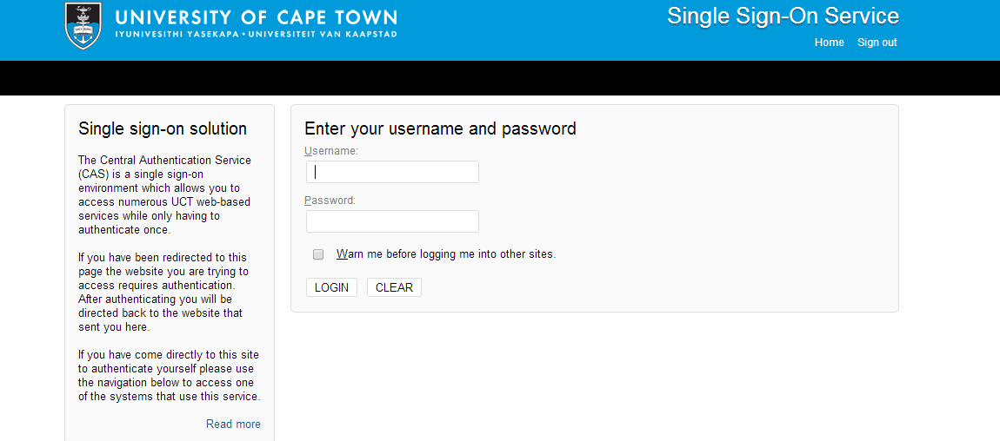 UNIVERSITY OF CAPE TOWN
IYUNIVESITHI YASEKAPA • UNIVERSITEIT VAN KAAPSTAD
Single Sign-On Service
Home Sign out
Single sign-on solution
The Central Authentication Service
(CAS) is a single sign-on
environment which allows you to
access numerous UCT web-based
services while only having to
authenticate once.
If you have been redirected to this
page the website you are trying to
access requires authentication.
After authenticating you will be
directed back to the website that
sent you here.
If you have come directly to this site
to authenticate yourself please use
the navigation below to access one
of the systems that use this service.
Read more
Enter your username and password
Username:
Password:
Warn me before logging me into other sites.
LOGIN CLEAR